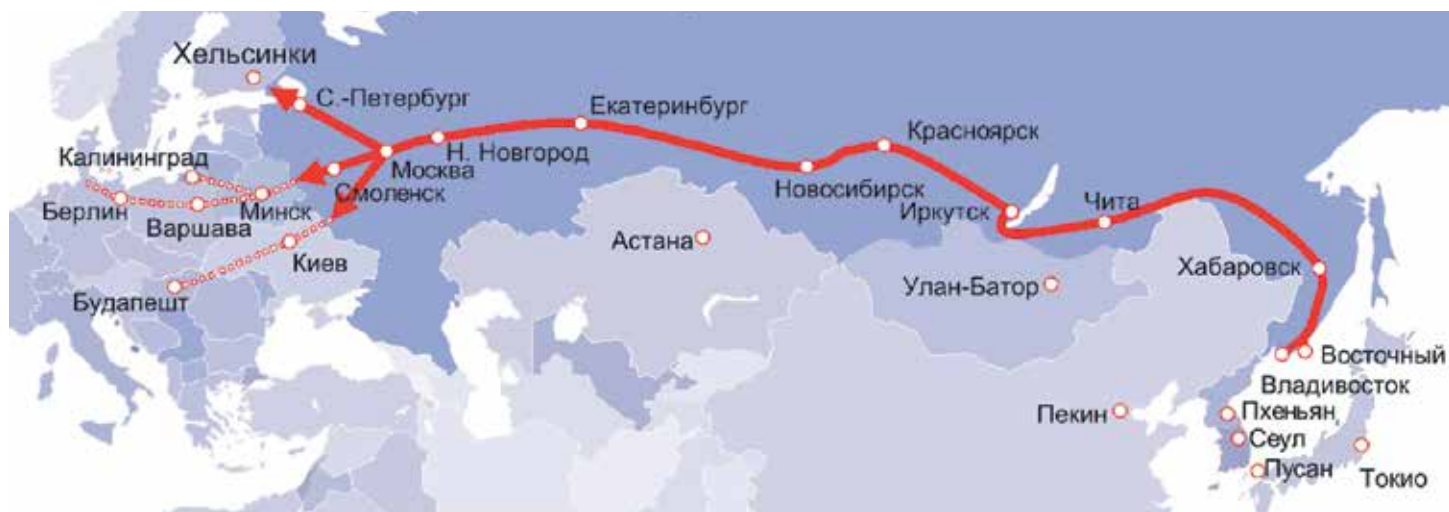 Хельсинки
С.-Петербург
Екатеринбург
Красноярск
Калининград
Н. Новгород
Москва
Смоленск
Новосибирск
Берлин
Варшава
Минск
Иркутск
Чита
Киев
Астана
Хабаровск
Будапешт
Улан-Батор
Восточный
Владивосток
Пекин
Пхеньян
Сеул
Пусан
Токио